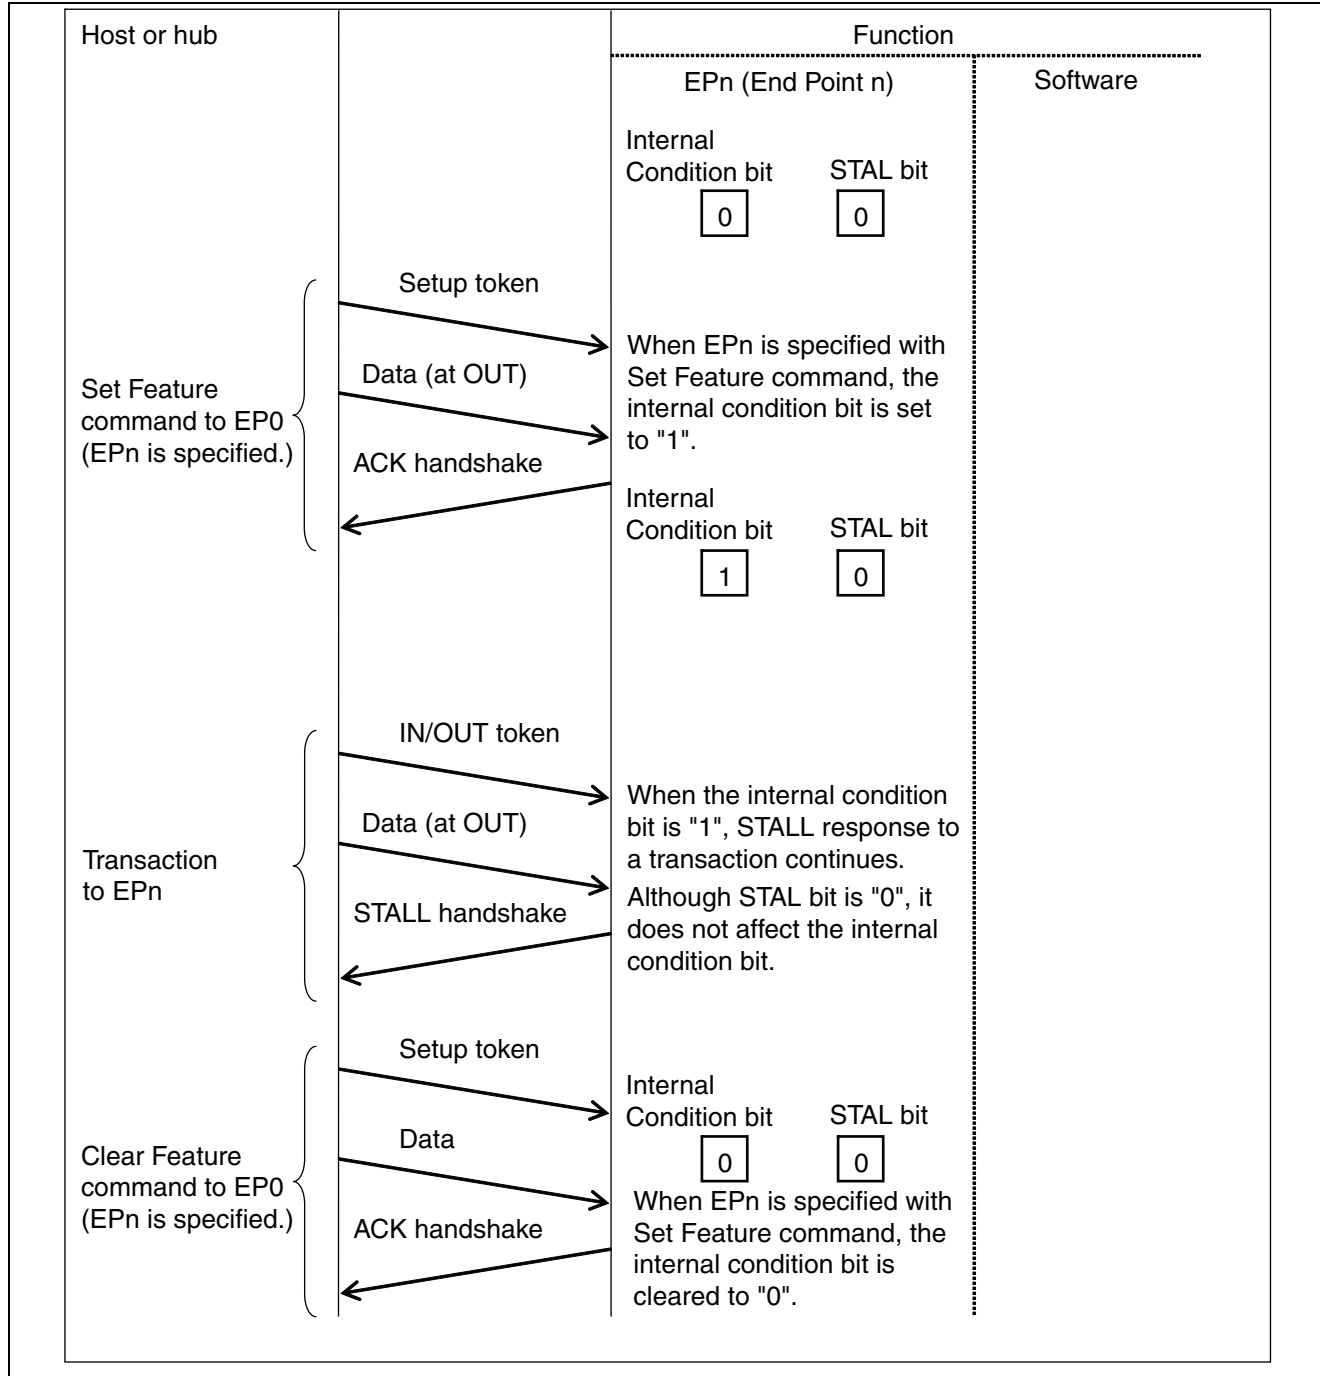 Host or hub
Function
EPn (End Point n)
Software
Internal
Condition bit
STAL bit
0
0
Setup token
Data (at OUT)
ACK handshake
Set Feature
command to EP0
(EPn is specified.)
When EPn is specified with
Set Feature command, the
internal condition bit is set
to "1".
Internal
Condition bit
STAL bit
1
0
IN/OUT token
Data (at OUT)
STALL handshake
Transaction
to EPn
When the internal condition
bit is "1", STALL response to
a transaction continues.
Although STAL bit is "0", it
does not affect the internal
condition bit.
Setup token
Data
ACK handshake
Clear Feature
command to EP0
(EPn is specified.)
Internal
Condition bit
STAL bit
0
0
When EPn is specified with
Set Feature command, the
internal condition bit is
cleared to "0".